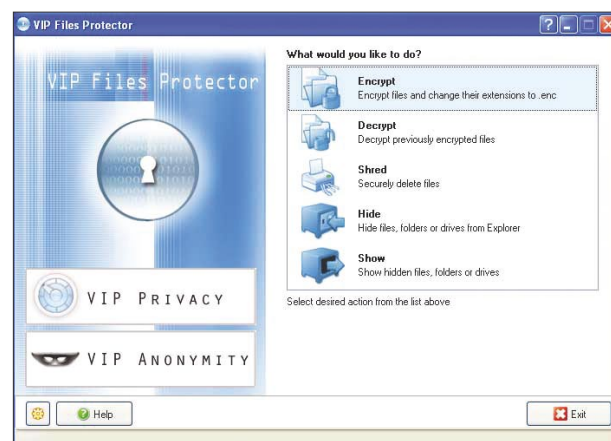 VIP Files Protector
VIP Files Protector
What would you like to do?
Encrypt
Encrypt files and change their extensions to .enc
Decrypt
Decrypt previously encrypted files
Shred
Securely delete files
Hide
Hide files, folders or drives from Explorer
Show
Show hidden files, folders or drives
Select desired action from the list above
VIP PRIVACY
VIP ANONYMITY
Help
Exit